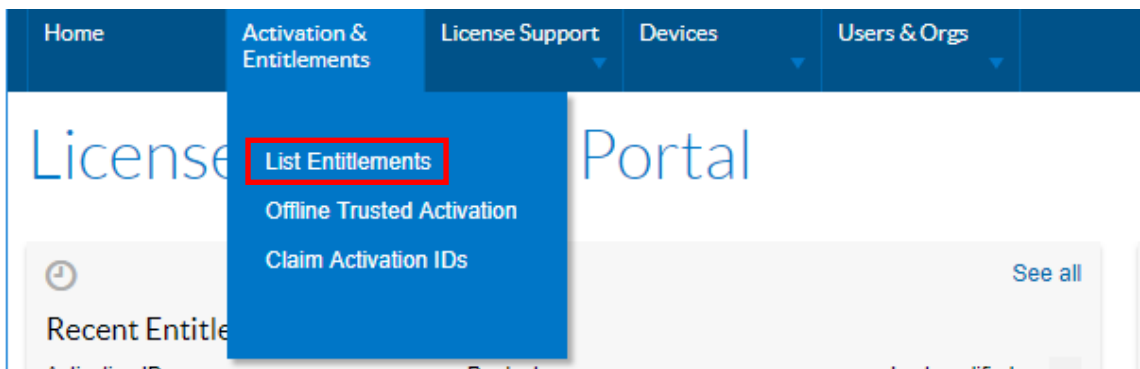 Home
Activation &
Entitlements
License Support
Devices
Users & Orgs
License
Portal
List Entitlements
Offline Trusted Activation
Claim Activation IDs
See all
Recent